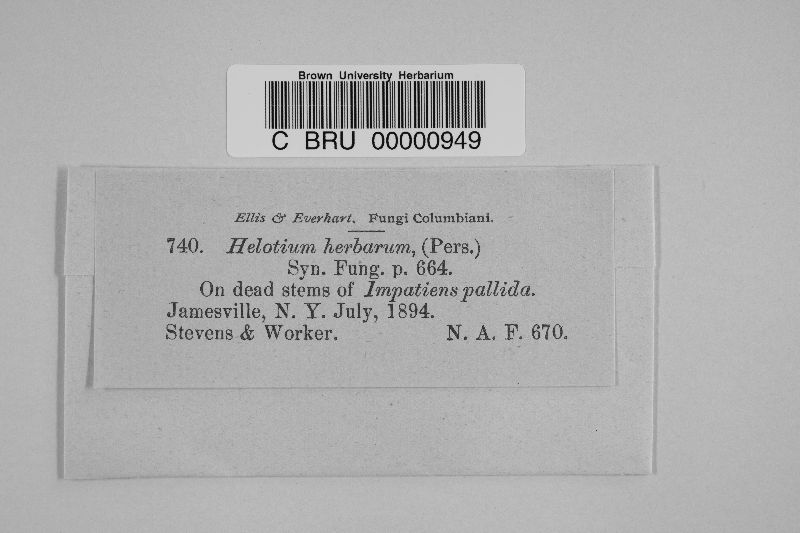 Brown University Herbarium
C BRU 00000949
Ellis & Everhart. Fungi Columbiani.
740. Helotium herbarum, (Pers.)
Syn. Fung. p. 664.
On dead stems of Impatiens pallida.
Jamesville, N. Y. July, 1894.
Stevens & Worker. N. A. F. 670.